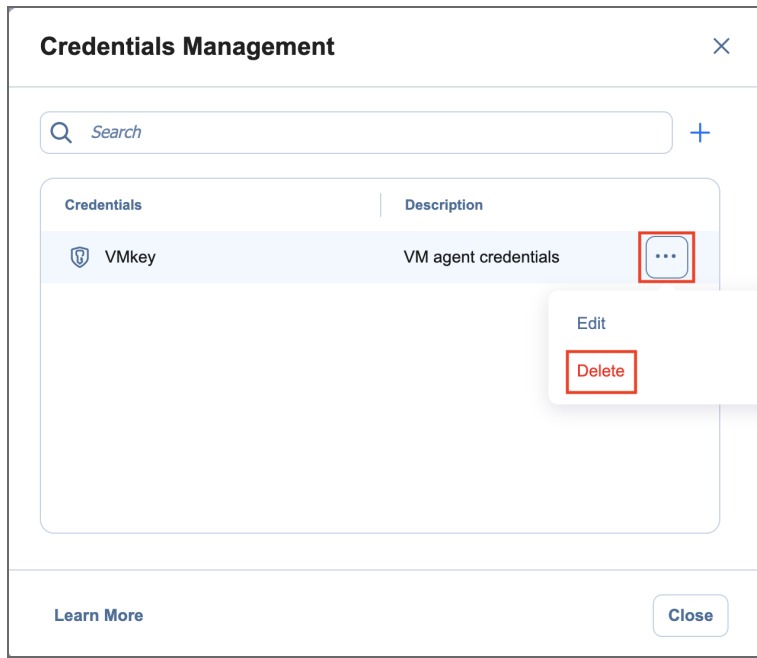 Credentials Management
Search
Credentials Description
VMkey VM agent credentials
Edit
Delete
Learn More Close